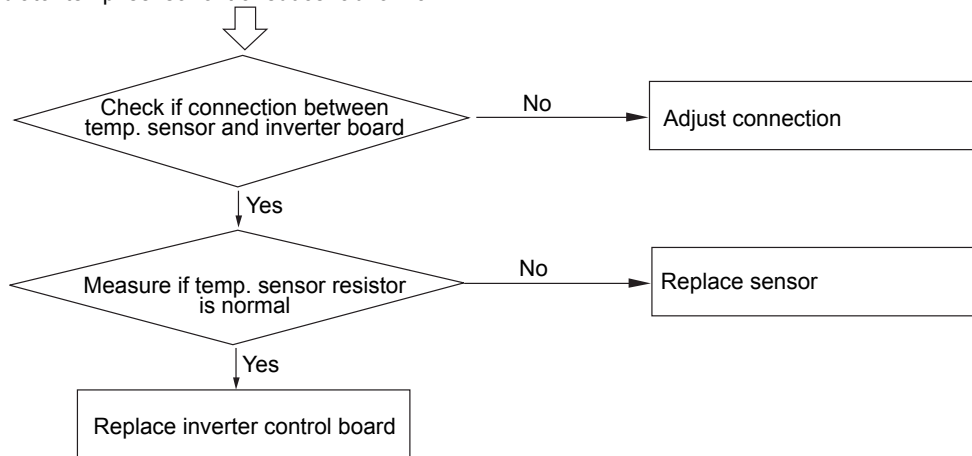 Check if connection between
temp. sensor and inverter board
No
Adjust connection
Yes
Measure if temp. sensor resistor
is normal
No
Replace sensor
Yes
Replace inverter control board